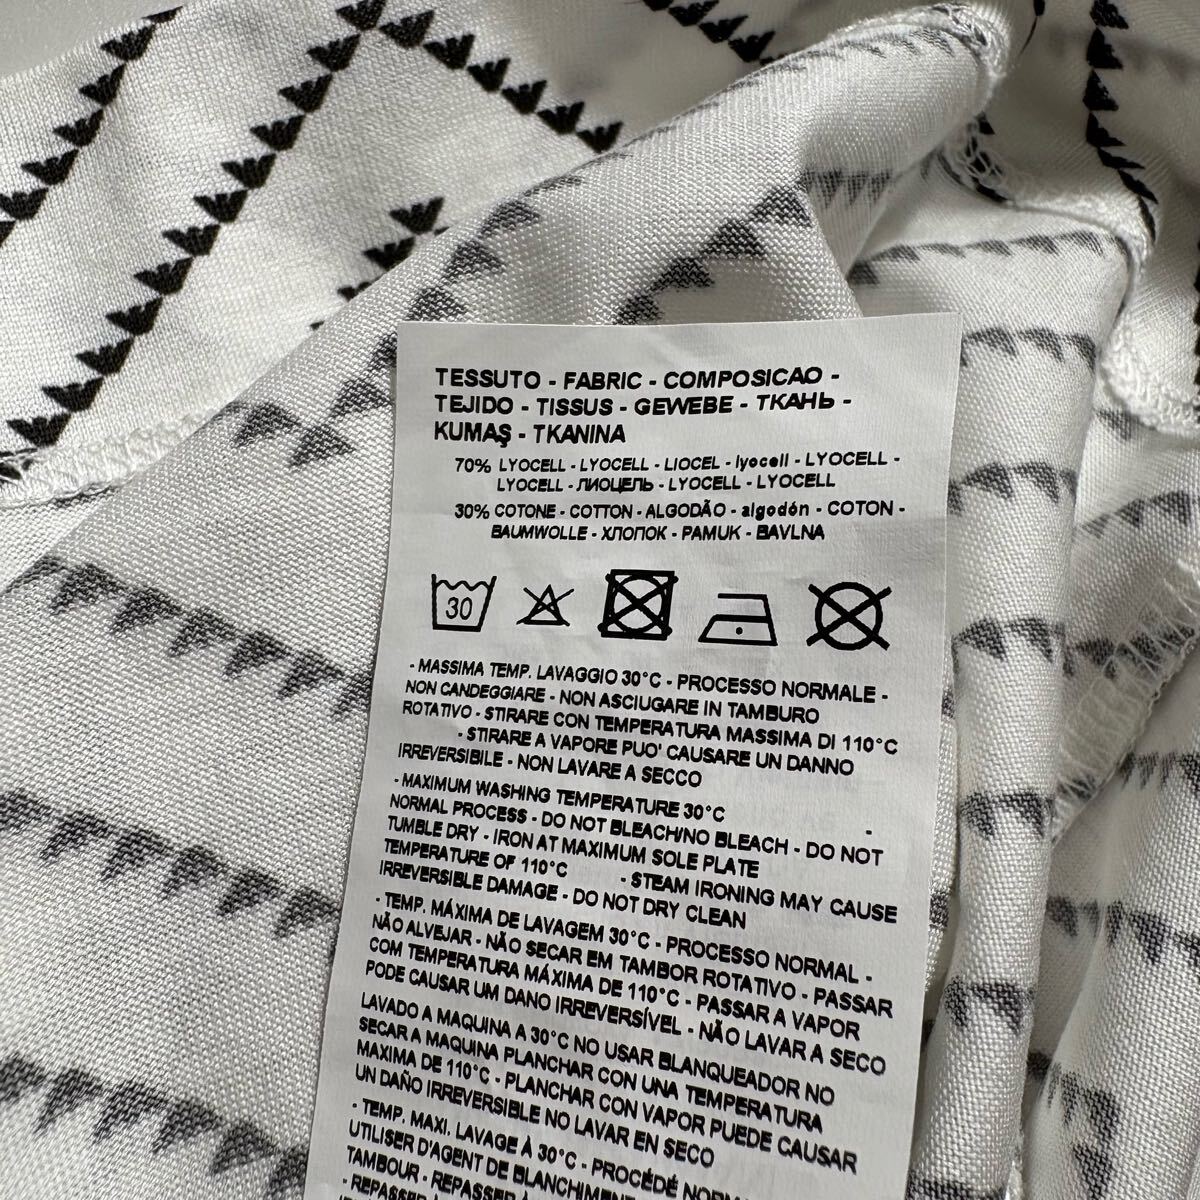 TESSUTO - FABRIC - COMPOSICAO -
TEJIDO - TISSUS - GEWEBE - ТКАНЬ -
KUMAŞ - TKANINA
70% LYOCELL - LYOCELL - LIOCEL - lyocell - LYOCELL -
LYOCELL - ЛИОЦЕЛЬ - LYOCELL - LYOCELL
30% COTONE - COTTON - ALGODÃO - algodón - COTON -
BAUMWOLLE - ХЛОПОК - PAMUK - BAVLNA
30
- MASSIMA TEMP. LAVAGGIO 30°C - PROCESSO NORMALE -
NON CANDEGGIARE - NON ASCIUGARE IN TAMBURO
ROTATIVO - STIRARE CON TEMPERATURA MASSIMA DI 110°C
- STIRARE A VAPORE PUO' CAUSARE UN DANNO
IRREVERSIBILE - NON LAVARE A SECCO
- MAXIMUM WASHING TEMPERATURE 30°C -
NORMAL PROCESS - DO NOT BLEACH/NO BLEACH - DO NOT
TUMBLE DRY - IRON AT MAXIMUM SOLE PLATE
TEMPERATURE OF 110°C - STEAM IRONING MAY CAUSE
IRREVERSIBLE DAMAGE - DO NOT DRY CLEAN
- TEMP. MÁXIMA DE LAVAGEM 30°C - PROCESSO NORMAL -
NÃO ALVEJAR - NÃO SECAR EM TAMBOR ROTATIVO - PASSAR
COM TEMPERATURA MÁXIMA DE 110°C - PASSAR A VAPOR
PODE CAUSAR UM DANO IRREVERSÍVEL - NÃO LAVAR A SECO
LAVADO A MAQUINA A 30°C NO USAR BLANQUEADOR NO
SECAR A MAQUINA PLANCHAR CON UNA TEMPERATURA
MAXIMA DE 110°C - PLANCHAR CON VAPOR PUEDE CAUSAR
UN DAÑO IRREVERSIBLE NO LAVAR EN SECO
- TEMP. MAXI. LAVAGE À 30°C - PROCÉDÉ
UTILISER D'AGENT DE BLANCHIMENT
TAMBOUR - REPASSER
- REPASSER